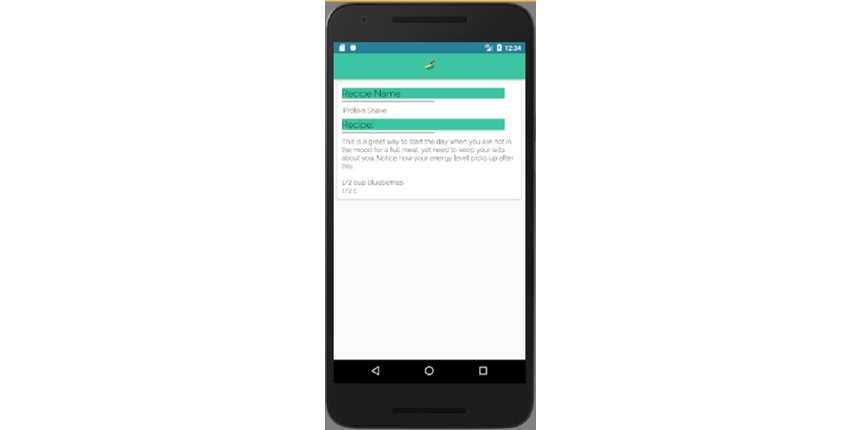 12:34
Recipe Name:
Protein Shake
Recipe:
This is a great way to start the day when you are not in
the mood for a full meal, yet need to keep your wits
about you. Notice how your energy level picks up after
this.
1/2 cup blueberries
1/2 c